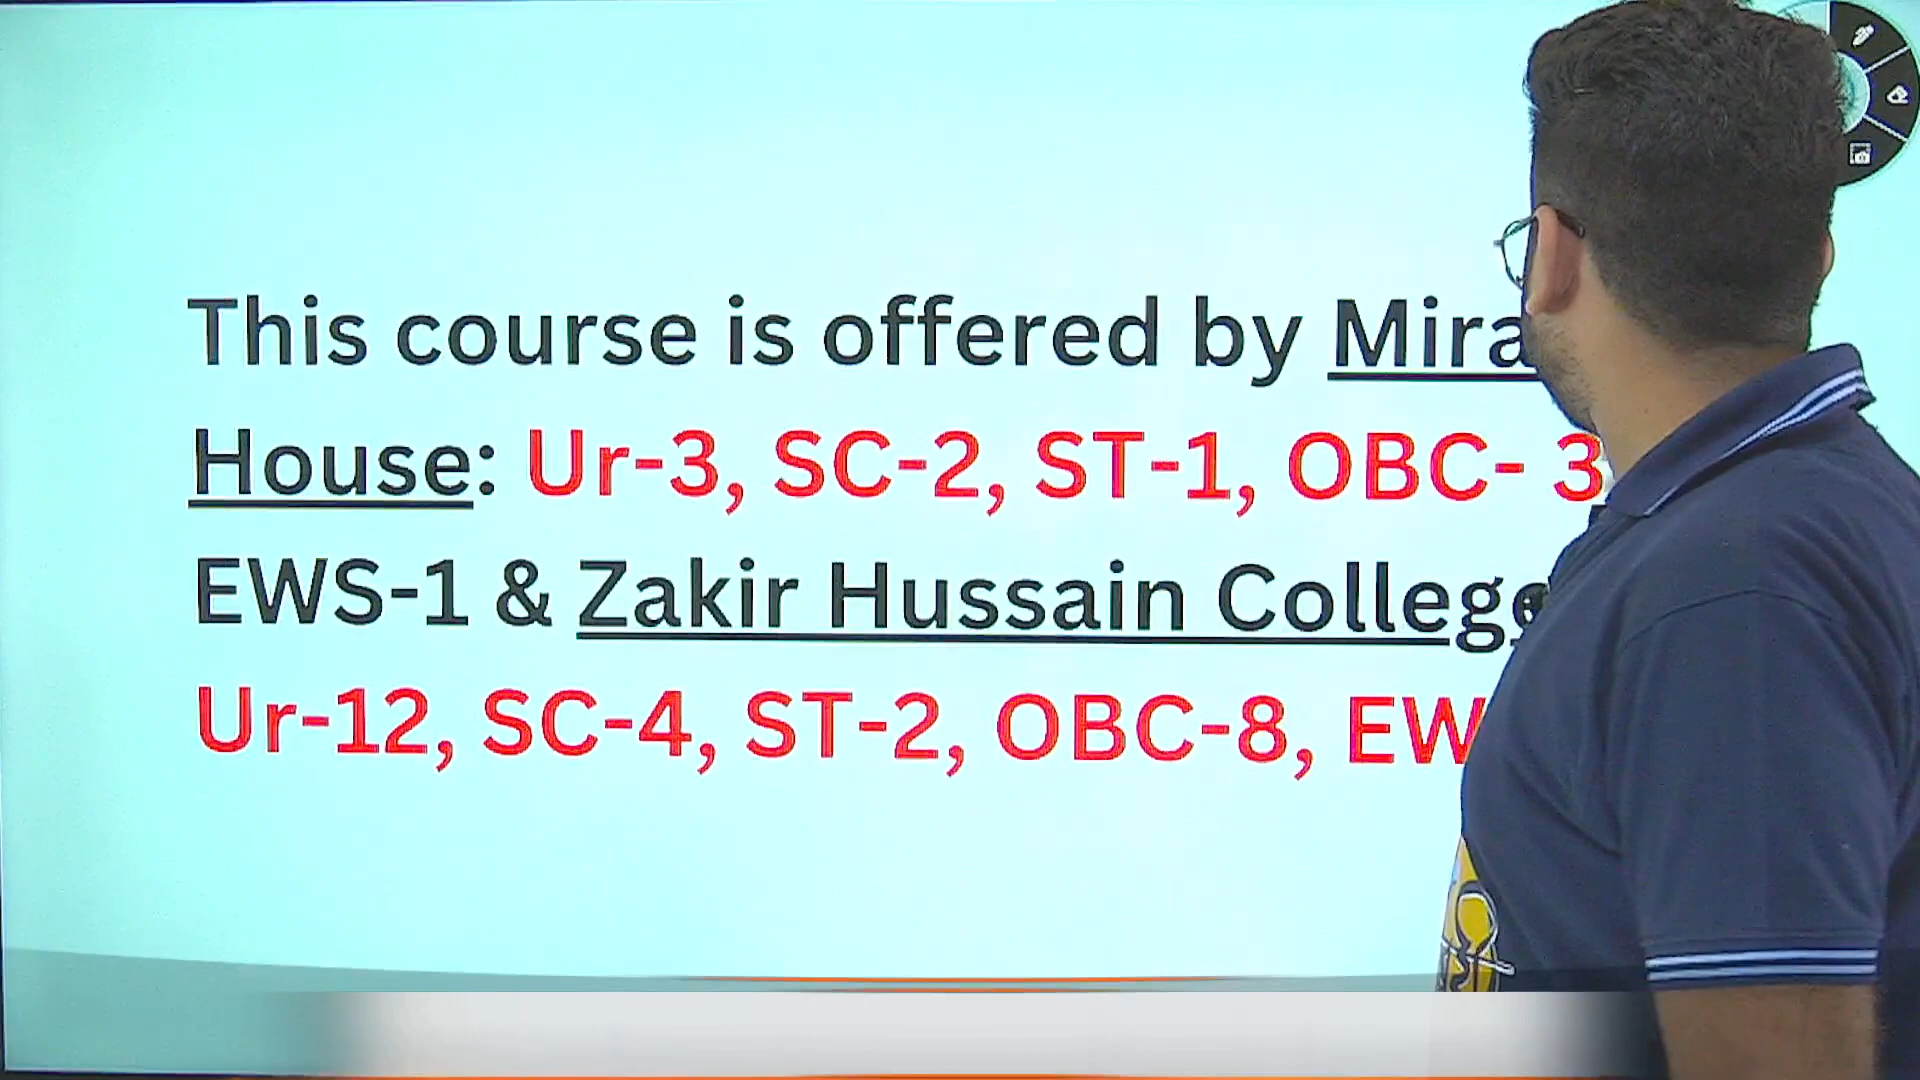 This course is offered by Mira
House: Ur-3, SC-2, ST-1, OBC- 3
EWS-1 & Zakir Hussain College
Ur-12, SC-4, ST-2, OBC-8, EW